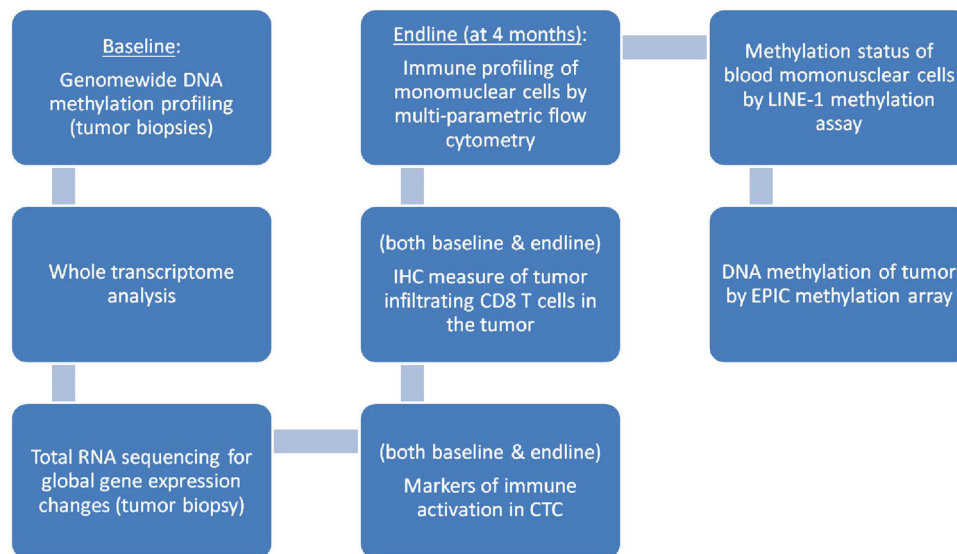 Baseline:
Genomewide DNA
methylation profiling
(tumor biopsies)
Whole transcriptome
analysis
Total RNA sequencing for
global gene expression
changes (tumor biopsy)
(both baseline & endline)
Markers of immune
activation in CTC
(both baseline & endline)
IHC measure of tumor
infiltrating CD8 T cells in
the tumor
Endline (at 4 months):
Immune profiling of
mononuclear cells by
multi-parametric flow
cytometry
Methylation status of
blood momonusclear cells
by LINE-1 methylation
assay
DNA methylation of tumor
by EPIC methylation array